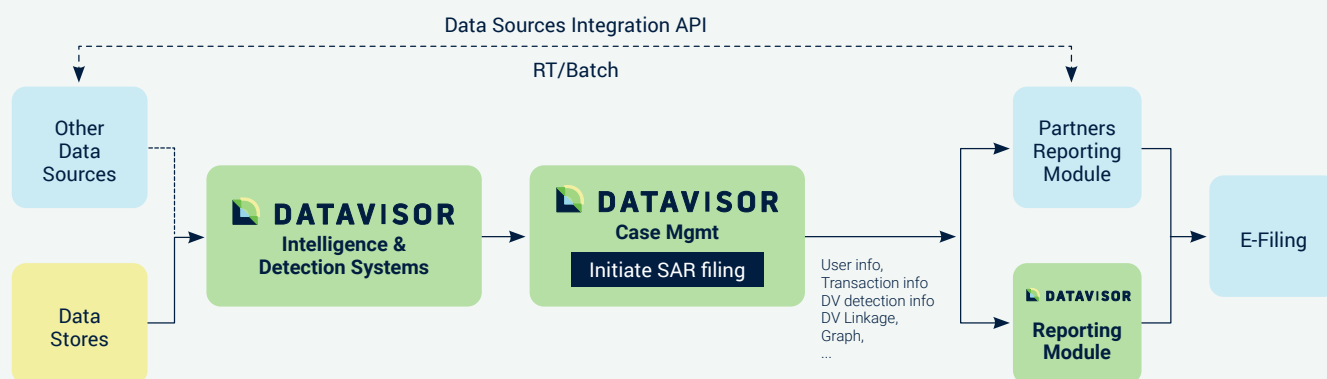 Data Sources Integration API
RT/Batch
Other
Data
Sources
Data
Stores
DATAVISOR
Intelligence &
Detection Systems
DATAVISOR
Case Mgmt
Initiate SAR filing
User info,
Transaction info
DV detection info
DV Linkage,
Graph,
...
Partners
Reporting
Module
DATAVISOR
Reporting
Module
E-Filing